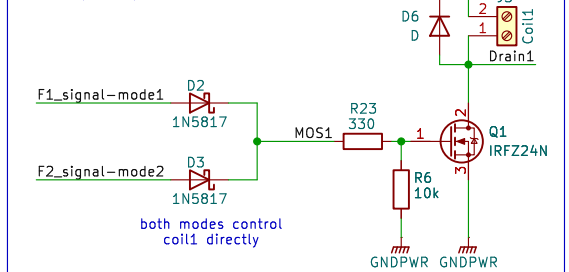 D6
D
2
1
Coil1
Drain1
F1_signal-mode1
D2
1N5817
R23
330
MOS1
1
2
Q1
IRFZ24N
3
F2_signal-mode2
D3
1N5817
R6
10k
both modes control
coil1 directly
GNDPWR
GNDPWR